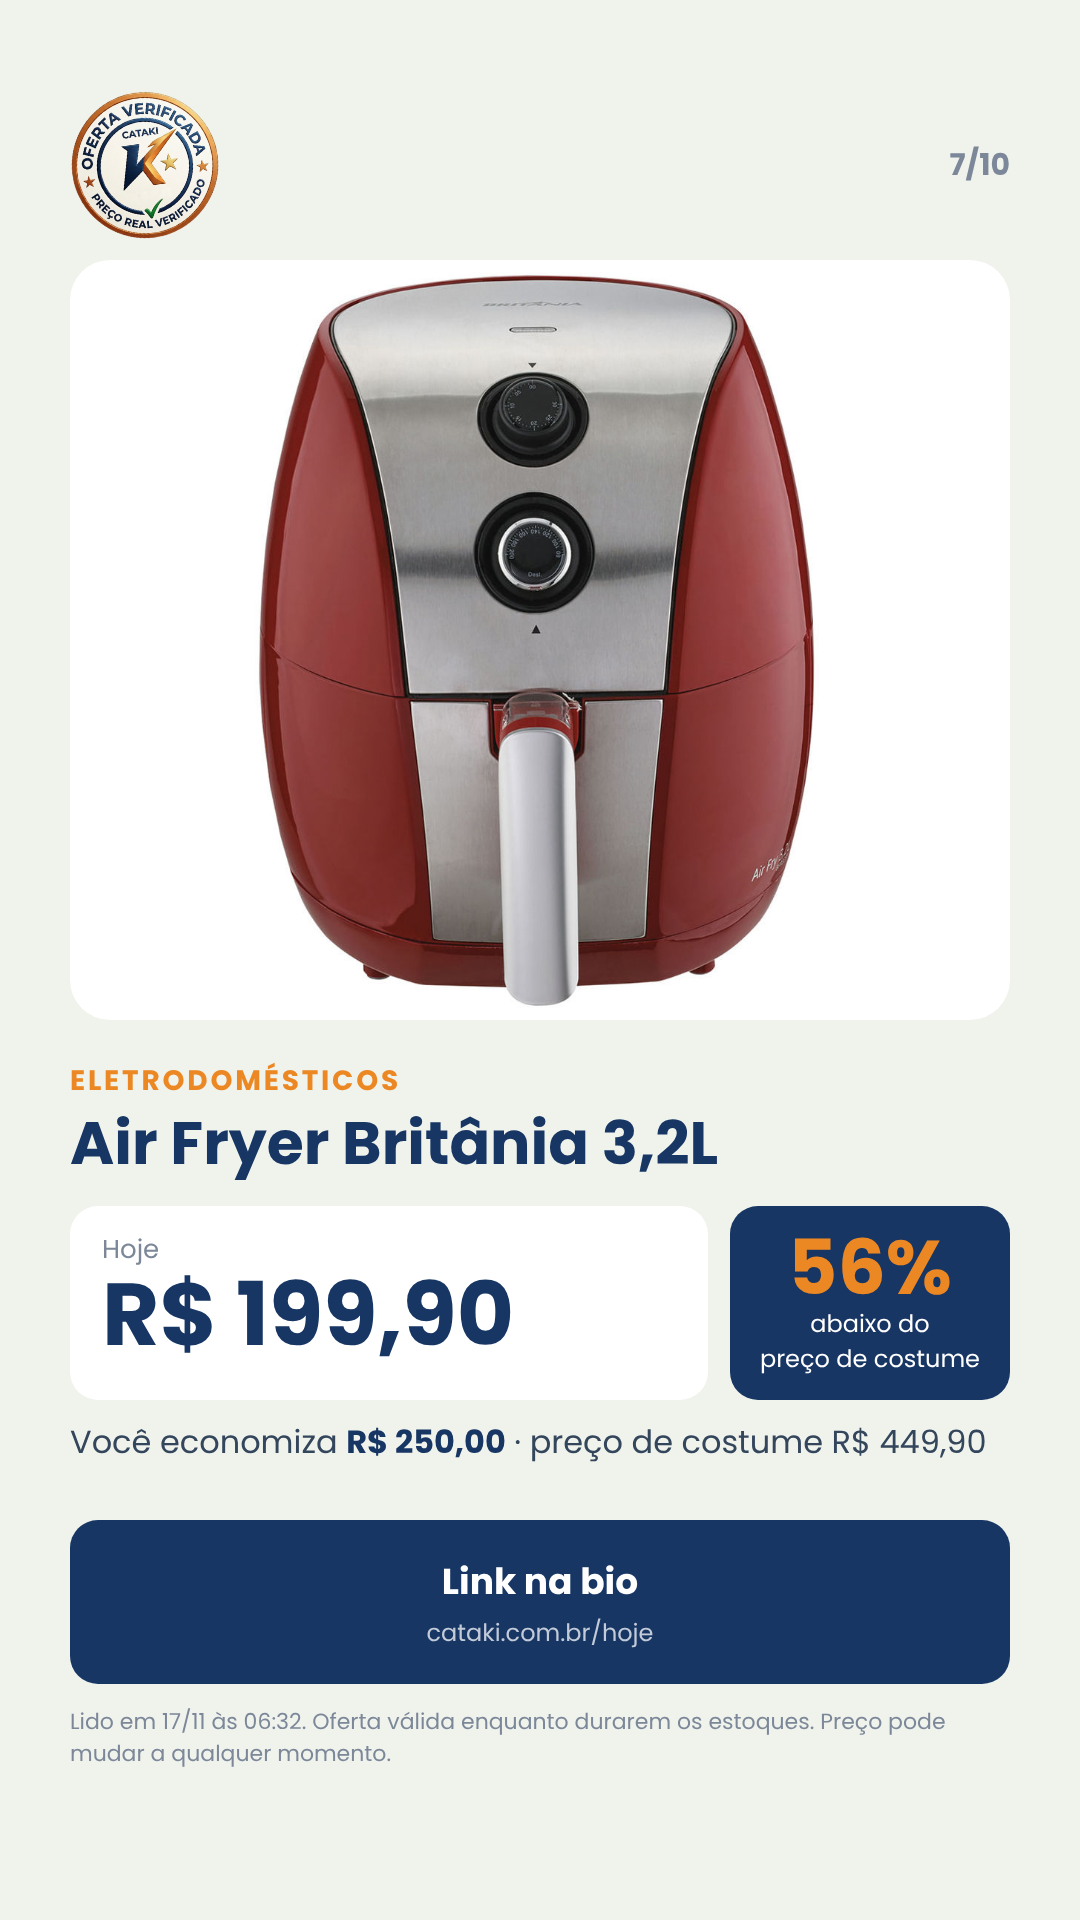 OFERTA VERIFICADA
CATAKI
K
PREÇO REAL VERIFICADO
7/10
BRITÂNIA
ELETRODOMÉSTICOS
Air Fryer Britânia 3,2L
Hoje
R$ 199,90
56%
abaixo do
preço de costume
Você economiza R$ 250,00 · preço de costume R$ 449,90
Link na bio
cataki.com.br/hoje
Lido em 17/11 às 06:32. Oferta válida enquanto durarem os estoques. Preço pode
mudar a qualquer momento.